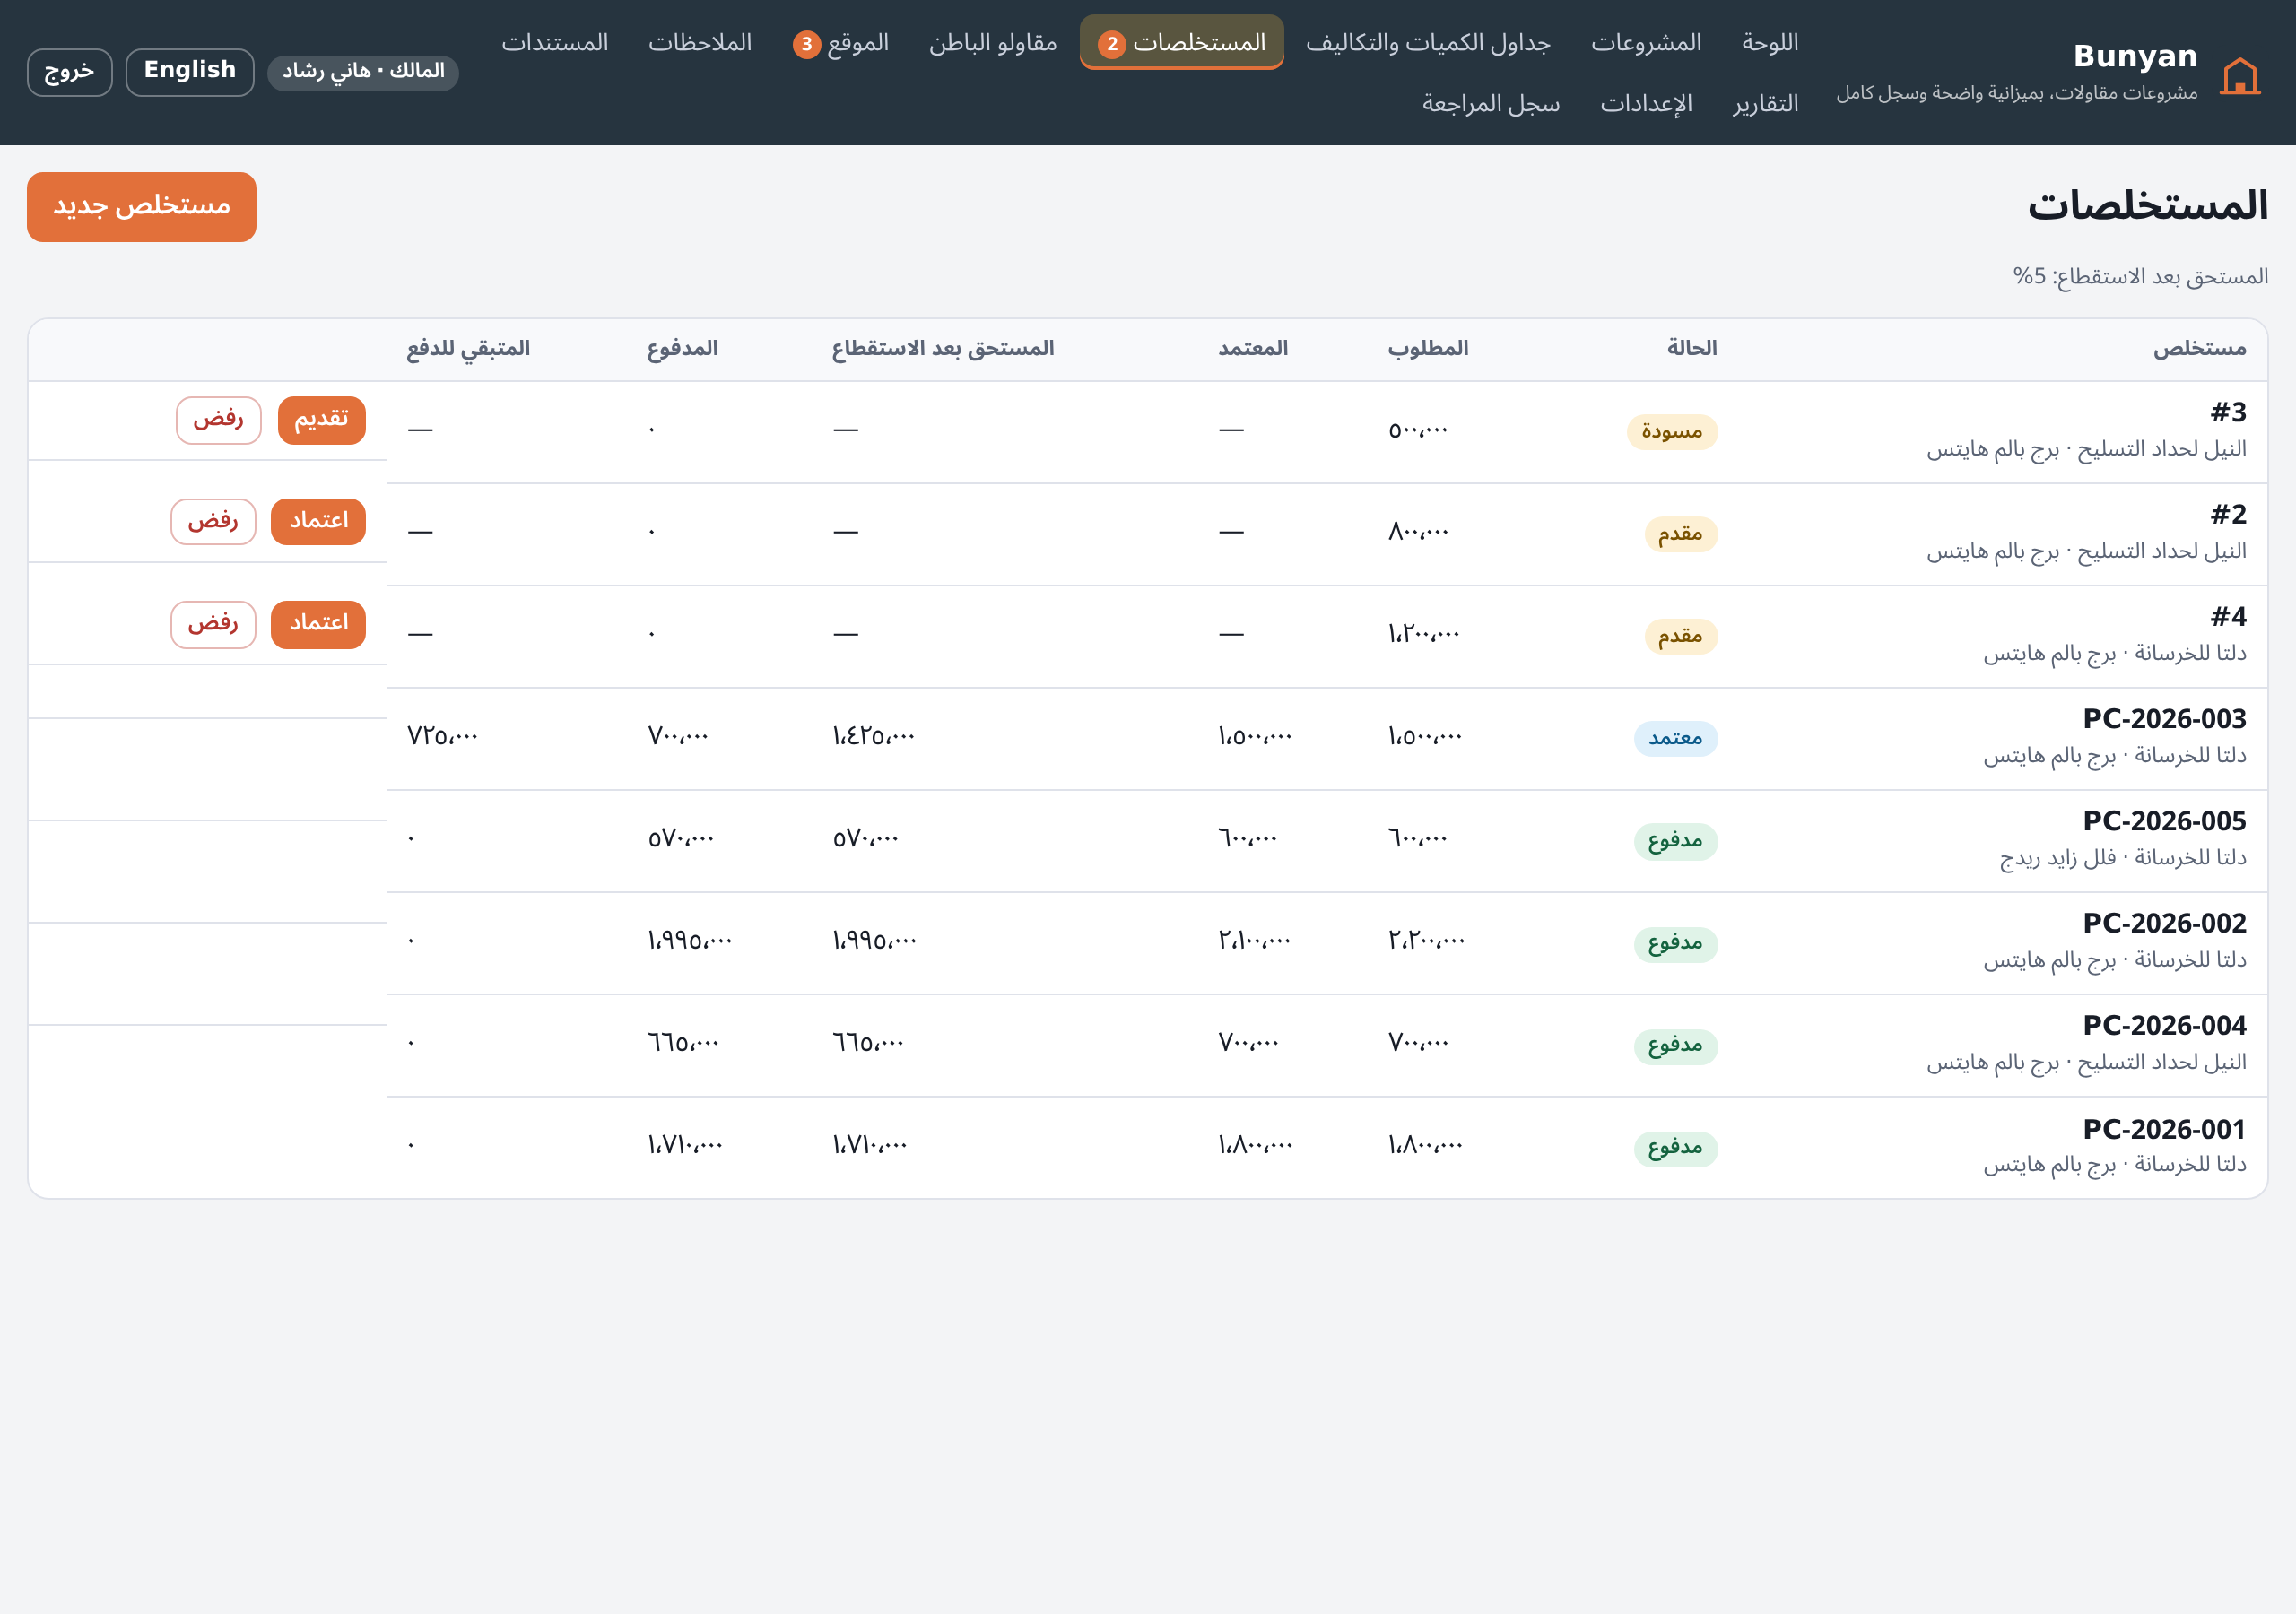 Bunyan
مشروعات مقاولات، بميزانية واضحة وسجل كامل
اللوحة المشروعات جداول الكميات والتكاليف المستخلصات 2 مقاولو الباطن الموقع 3 الملاحظات المستندات
التقارير الإعدادات سجل المراجعة
المالك · هاني رشاد English خروج
المستخلصات
مستخلص جديد
المستحق بعد الاستقطاع: 5%
مستخلص الحالة المطلوب المعتمد المستحق بعد الاستقطاع المدفوع المتبقي للدفع
#3
النيل لحداد التسليح · برج بالم هايتس
مسودة ٥٠٠،٠٠٠ — — ٠ — تقديم رفض
#2
النيل لحداد التسليح · برج بالم هايتس
مقدم ٨٠٠،٠٠٠ — — ٠ — اعتماد رفض
#4
دلتا للخرسانة · برج بالم هايتس
مقدم ١،٢٠٠،٠٠٠ — — ٠ — اعتماد رفض
PC-2026-003
دلتا للخرسانة · برج بالم هايتس
معتمد ١،٥٠٠،٠٠٠ ١،٥٠٠،٠٠٠ ١،٤٢٥،٠٠٠ ٧٠٠،٠٠٠ ٧٢٥،٠٠٠
PC-2026-005
دلتا للخرسانة · فلل زايد ريدج
مدفوع ٦٠٠،٠٠٠ ٦٠٠،٠٠٠ ٥٧٠،٠٠٠ ٥٧٠،٠٠٠ ٠
PC-2026-002
دلتا للخرسانة · برج بالم هايتس
مدفوع ٢،٢٠٠،٠٠٠ ٢،١٠٠،٠٠٠ ١،٩٩٥،٠٠٠ ١،٩٩٥،٠٠٠ ٠
PC-2026-004
النيل لحداد التسليح · برج بالم هايتس
مدفوع ٧٠٠،٠٠٠ ٧٠٠،٠٠٠ ٦٦٥،٠٠٠ ٦٦٥،٠٠٠ ٠
PC-2026-001
دلتا للخرسانة · برج بالم هايتس
مدفوع ١،٨٠٠،٠٠٠ ١،٨٠٠،٠٠٠ ١،٧١٠،٠٠٠ ١،٧١٠،٠٠٠ ٠